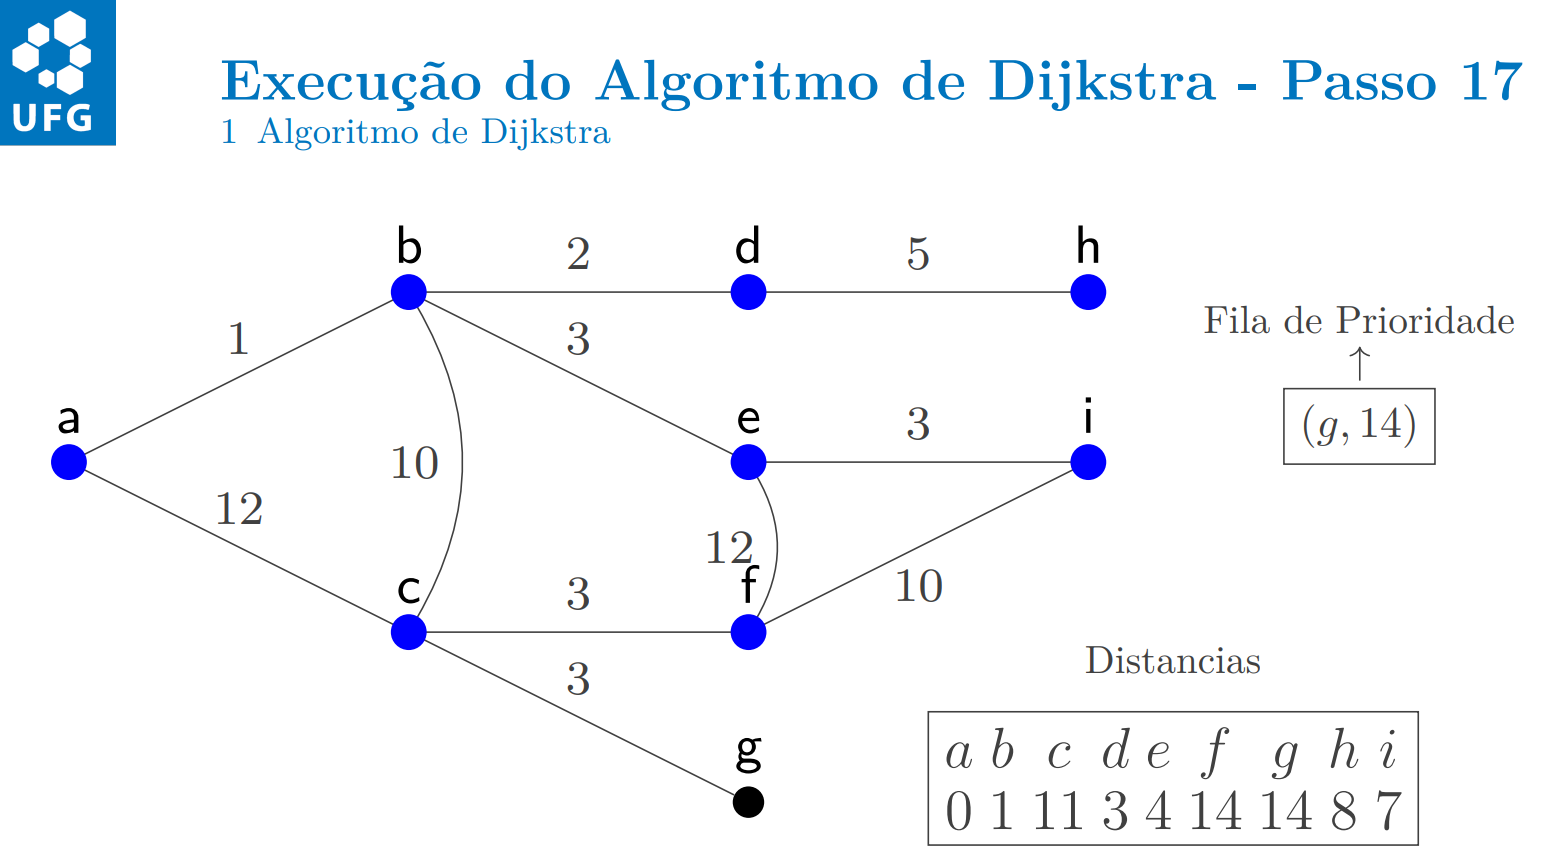 UFG
Execução do Algoritmo de Dijkstra - Passo 17
1 Algoritmo de Dijkstra
b 2 d 5 h
1 3
Fila de Prioridade
↑
(g, 14)
a e 3 i
10
12
12
c 3 f 10
3
g
Distancias
a b c d e f g h i
0 1 11 3 4 14 14 8 7